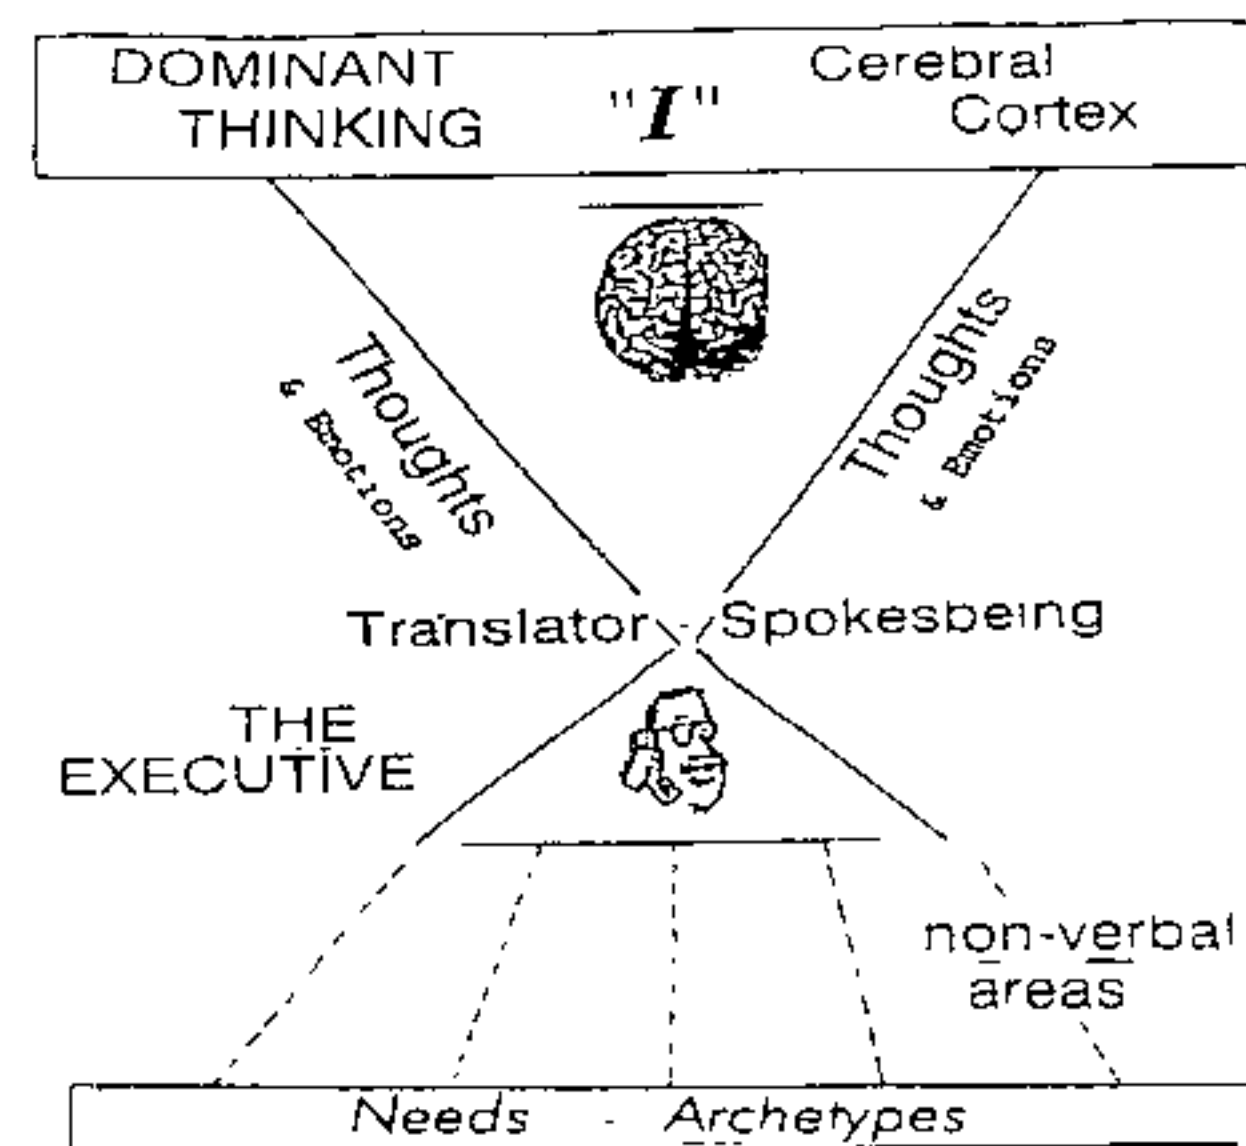 DOMINANT THINKING
"I"
Cerebral Cortex
Thoughts
& Emotions
Thoughts
& Emotions
Translator - Spokesbeing
THE
EXECUTIVE
non-verbal
areas
Needs - Archetypes